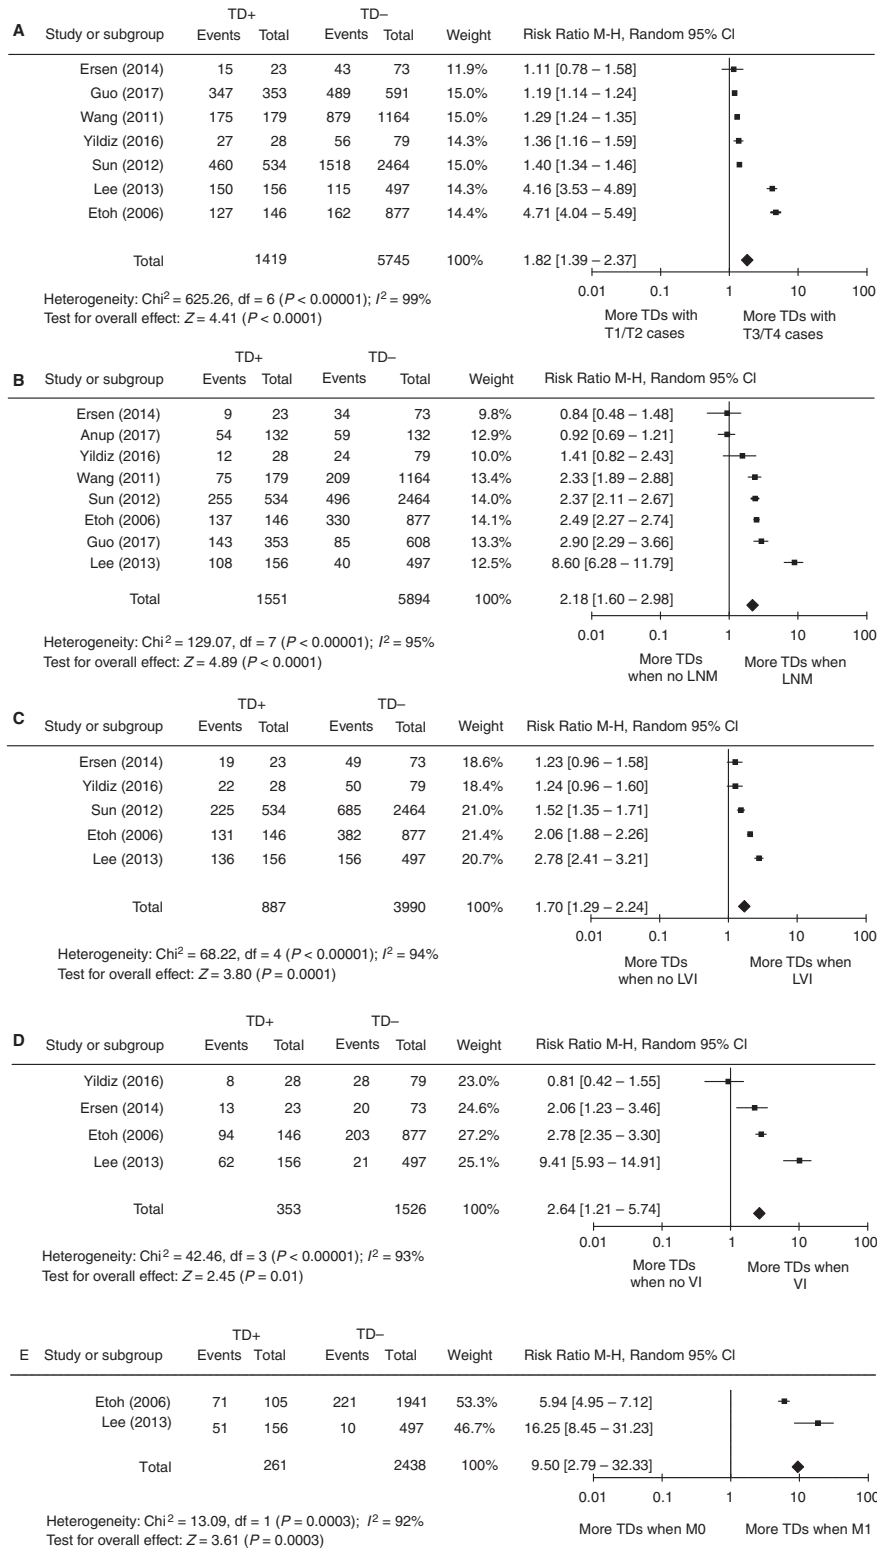 TD+ TD–
A Study or subgroup Events Total Events Total Weight Risk Ratio M-H, Random 95% CI
Ersen (2014) 15 23 43 73 11.9% 1.11 [0.78 – 1.58]
Guo (2017) 347 353 489 591 15.0% 1.19 [1.14 – 1.24]
Wang (2011) 175 179 879 1164 15.0% 1.29 [1.24 – 1.35]
Yildiz (2016) 27 28 56 79 14.3% 1.36 [1.16 – 1.59]
Sun (2012) 460 534 1518 2464 15.0% 1.40 [1.34 – 1.46]
Lee (2013) 150 156 115 497 14.3% 4.16 [3.53 – 4.89]
Etoh (2006) 127 146 162 877 14.4% 4.71 [4.04 – 5.49]
Total 1419 5745 100% 1.82 [1.39 – 2.37]
0.01 0.1 1 10 100
Heterogeneity: Chi² = 625.26, df = 6 (P < 0.00001); I² = 99%
Test for overall effect: Z = 4.41 (P < 0.0001)
More TDs with More TDs with
T1/T2 cases T3/T4 cases
TD+ TD–
B Study or subgroup Events Total Events Total Weight Risk Ratio M-H, Random 95% CI
Ersen (2014) 9 23 34 73 9.8% 0.84 [0.48 – 1.48]
Anup (2017) 54 132 59 132 12.9% 0.92 [0.69 – 1.21]
Yildiz (2016) 12 28 24 79 10.0% 1.41 [0.82 – 2.43]
Wang (2011) 75 179 209 1164 13.4% 2.33 [1.89 – 2.88]
Sun (2012) 255 534 496 2464 14.0% 2.37 [2.11 – 2.67]
Etoh (2006) 137 146 330 877 14.1% 2.49 [2.27 – 2.74]
Guo (2017) 143 353 85 608 13.3% 2.90 [2.29 – 3.66]
Lee (2013) 108 156 40 497 12.5% 8.60 [6.28 – 11.79]
Total 1551 5894 100% 2.18 [1.60 – 2.98]
0.01 0.1 1 10 100
Heterogeneity: Chi² = 129.07, df = 7 (P < 0.00001); I² = 95%
Test for overall effect: Z = 4.89 (P < 0.0001)
More TDs More TDs when
when no LNM LNM
TD+ TD–
C Study or subgroup Events Total Events Total Weight Risk Ratio M-H, Random 95% CI
Ersen (2014) 19 23 49 73 18.6% 1.23 [0.96 – 1.58]
Yildiz (2016) 22 28 50 79 18.4% 1.24 [0.96 – 1.60]
Sun (2012) 225 534 685 2464 21.0% 1.52 [1.35 – 1.71]
Etoh (2006) 131 146 382 877 21.4% 2.06 [1.88 – 2.26]
Lee (2013) 136 156 156 497 20.7% 2.78 [2.41 – 3.21]
Total 887 3990 100% 1.70 [1.29 – 2.24]
0.01 0.1 1 10 100
Heterogeneity: Chi² = 68.22, df = 4 (P < 0.00001); I² = 94%
Test for overall effect: Z = 3.80 (P = 0.0001)
More TDs More TDs when
when no LVI LVI
TD+ TD–
D Study or subgroup Events Total Events Total Weight Risk Ratio M-H, Random 95% CI
Yildiz (2016) 8 28 28 79 23.0% 0.81 [0.42 – 1.55]
Ersen (2014) 13 23 20 73 24.6% 2.06 [1.23 – 3.46]
Etoh (2006) 94 146 203 877 27.2% 2.78 [2.35 – 3.30]
Lee (2013) 62 156 21 497 25.1% 9.41 [5.93 – 14.91]
Total 353 1526 100% 2.64 [1.21 – 5.74]
0.01 0.1 1 10 100
Heterogeneity: Chi² = 42.46, df = 3 (P < 0.00001); I² = 93%
Test for overall effect: Z = 2.45 (P = 0.01)
More TDs More TDs when
when no VI VI
TD+ TD–
E Study or subgroup Events Total Events Total Weight Risk Ratio M-H, Random 95% CI
Etoh (2006) 71 105 221 1941 53.3% 5.94 [4.95 – 7.12]
Lee (2013) 51 156 10 497 46.7% 16.25 [8.45 – 31.23]
Total 261 2438 100% 9.50 [2.79 – 32.33]
0.01 0.1 1 10 100
Heterogeneity: Chi² = 13.09, df = 1 (P = 0.0003); I² = 92%
Test for overall effect: Z = 3.61 (P = 0.0003)
More TDs when M0 More TDs when M1